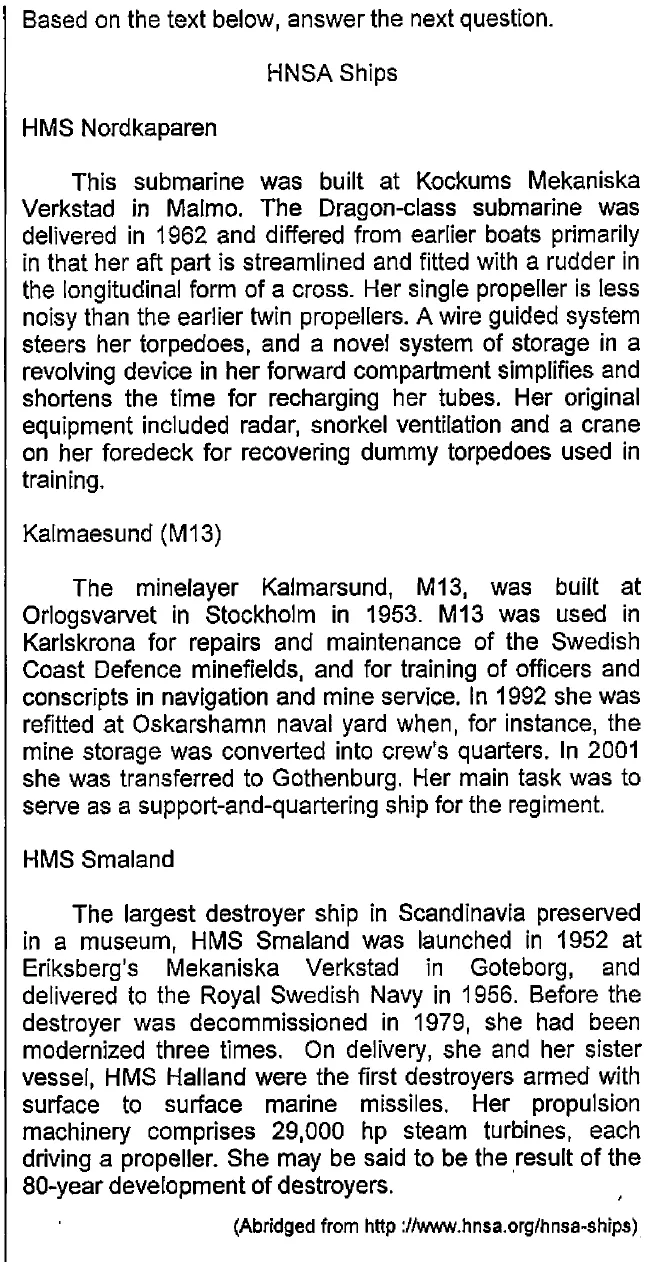 Based on the text below, answer the next question.
HNSA Ships
HMS Nordkaparen
This submarine was built at Kockums Mekaniska
Verkstad in Malmo. The Dragon-class submarine was
delivered in 1962 and differed from earlier boats primarily
in that her aft part is streamlined and fitted with a rudder in
the longitudinal form of a cross. Her single propeller is less
noisy than the earlier twin propellers. A wire guided system
steers her torpedoes, and a novel system of storage in a
revolving device in her forward compartment simplifies and
shortens the time for recharging her tubes. Her original
equipment included radar, snorkel ventilation and a crane
on her foredeck for recovering dummy torpedoes used in
training.
Kalmaesund (M13)
The minelayer Kalmarsund, M13, was built at
Orlogsvarvet in Stockholm in 1953. M13 was used in
Karlskrona for repairs and maintenance of the Swedish
Coast Defence minefields, and for training of officers and
conscripts in navigation and mine service. In 1992 she was
refitted at Oskarshamn naval yard when, for instance, the
mine storage was converted into crew's quarters. In 2001
she was transferred to Gothenburg. Her main task was to
serve as a support-and-quartering ship for the regiment.
HMS Smaland
The largest destroyer ship in Scandinavia preserved
in a museum, HMS Smaland was launched in 1952 at
Eriksberg's Mekaniska Verkstad in Goteborg, and
delivered to the Royal Swedish Navy in 1956. Before the
destroyer was decommissioned in 1979, she had been
modernized three times. On delivery, she and her sister
vessel, HMS Halland were the first destroyers armed with
surface to surface marine missiles. Her propulsion
machinery comprises 29,000 hp steam turbines, each
driving a propeller. She may be said to be the result of the
80-year development of destroyers.
(Abridged from http ://www.hnsa.org/hnsa-ships)